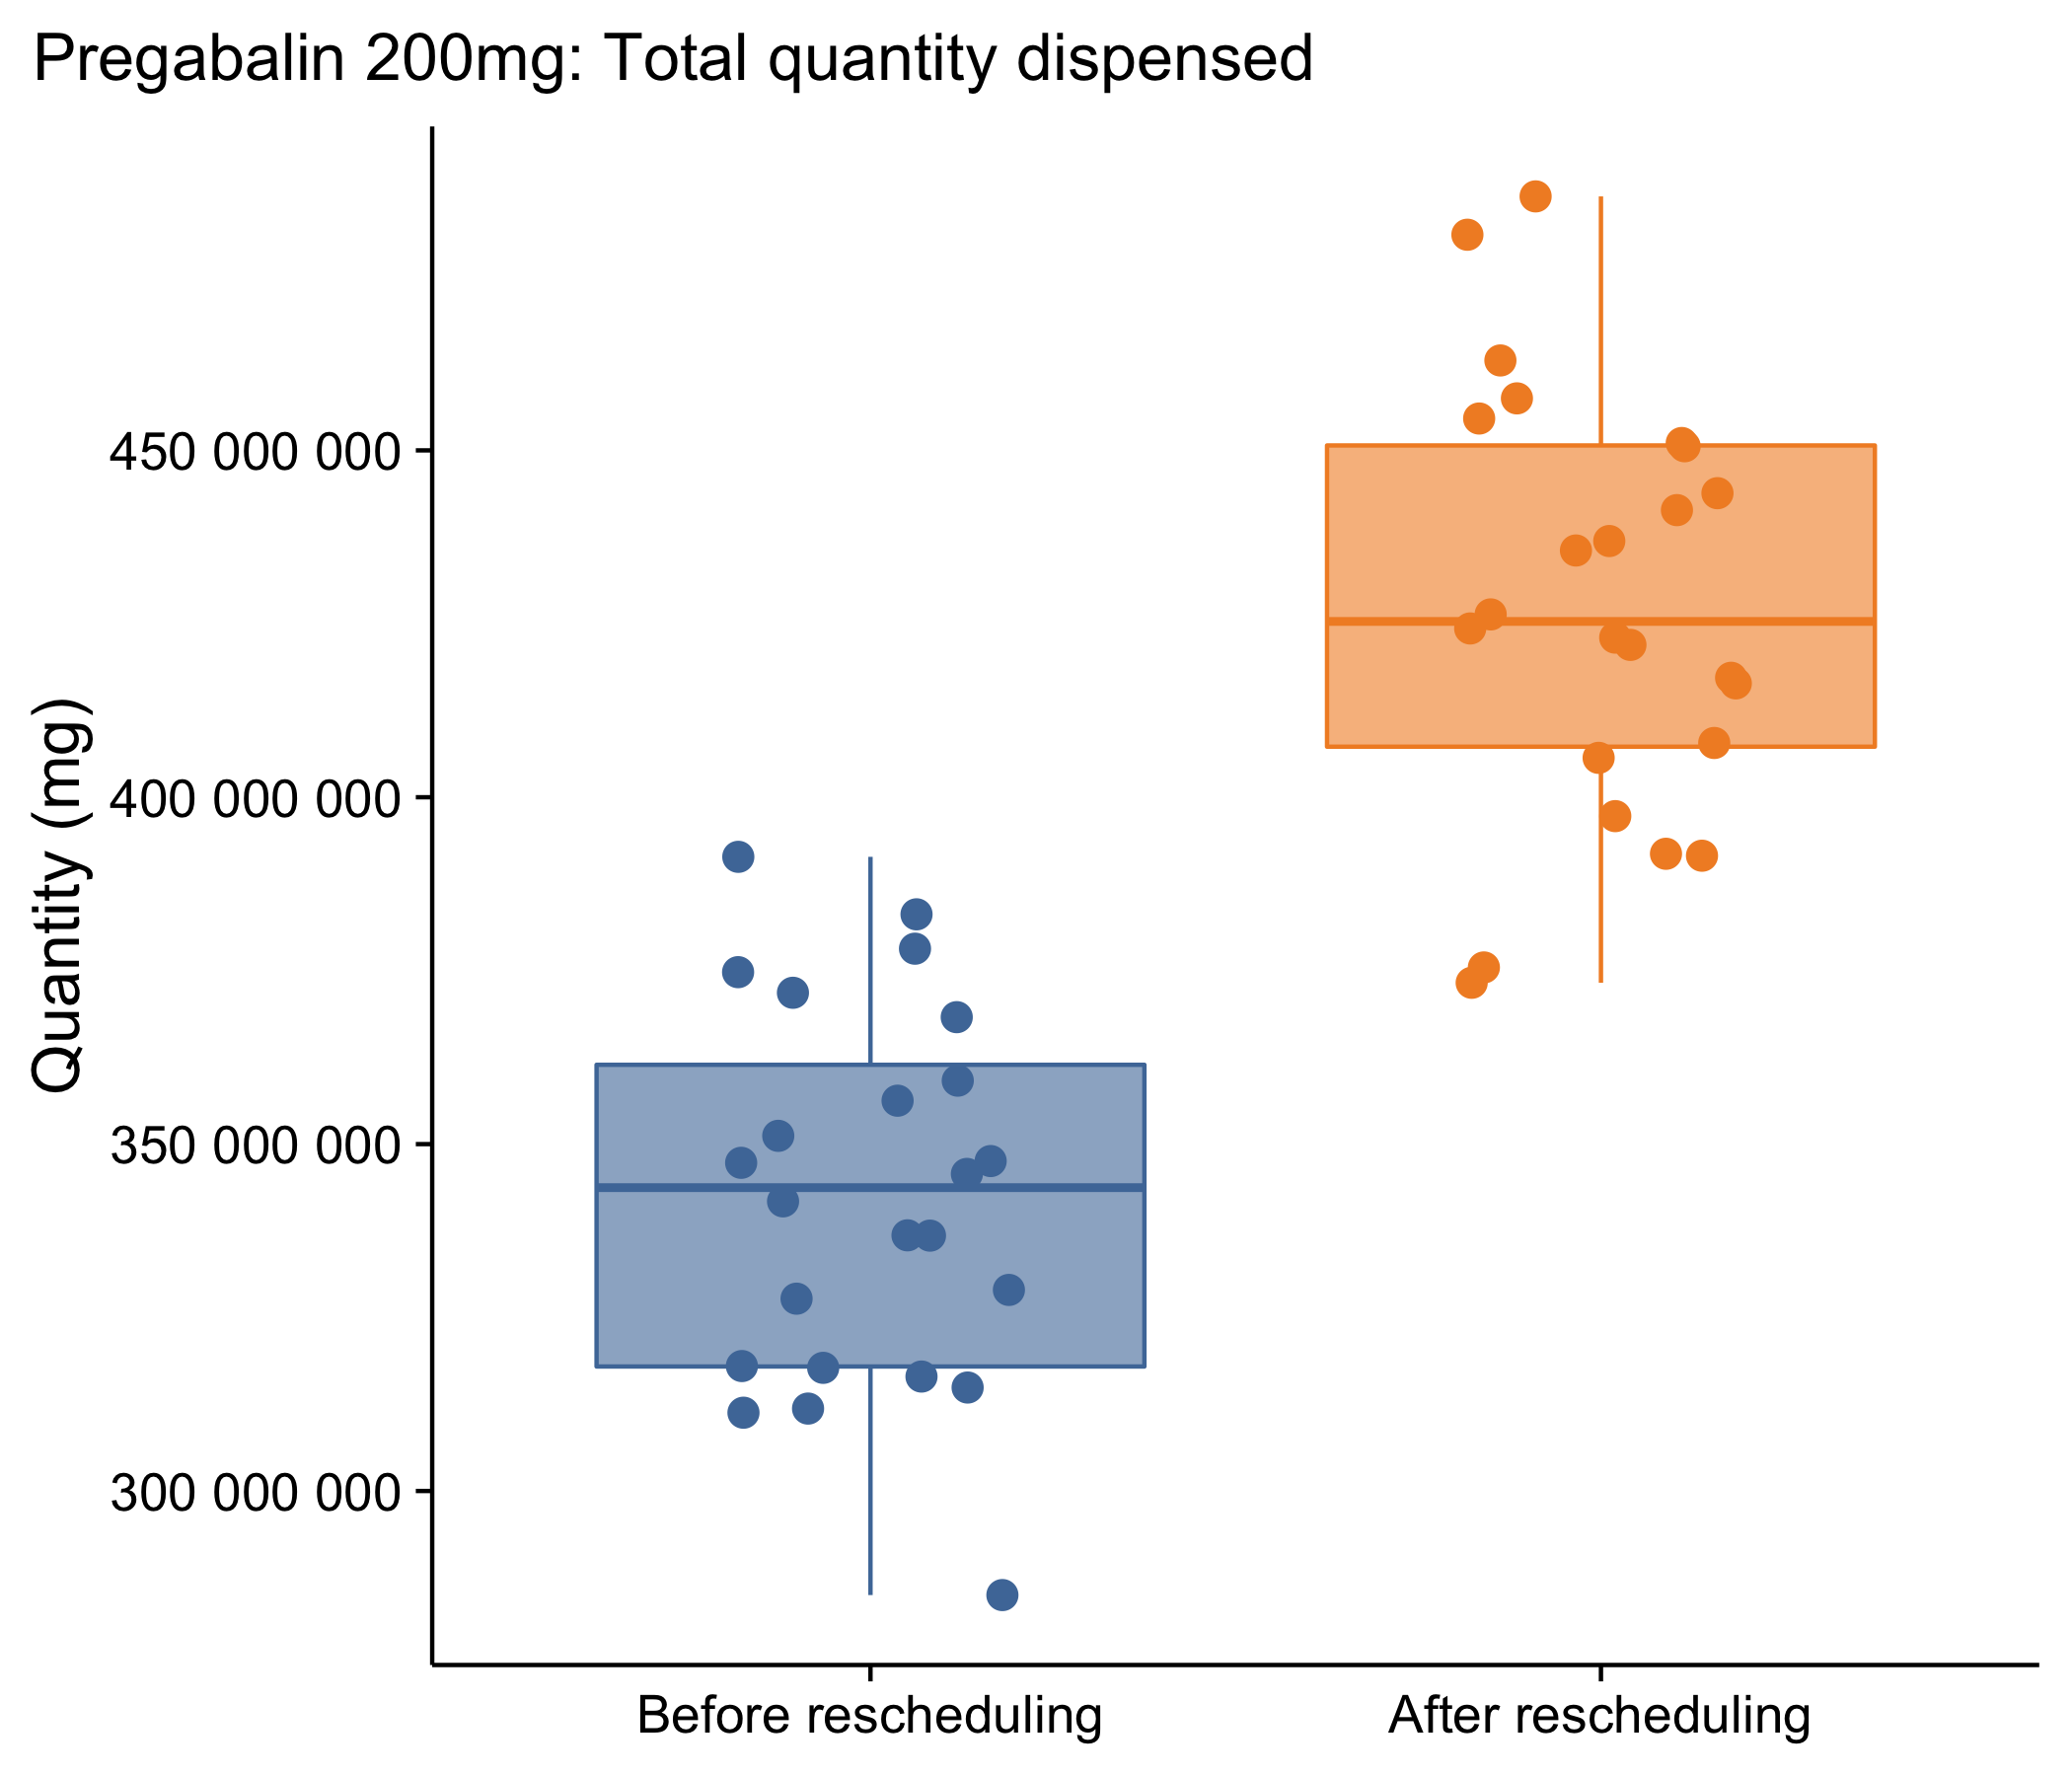 Pregabalin 200mg: Total quantity dispensed
Quantity (mg)
450 000 000
400 000 000
350 000 000
300 000 000
Before rescheduling
After rescheduling